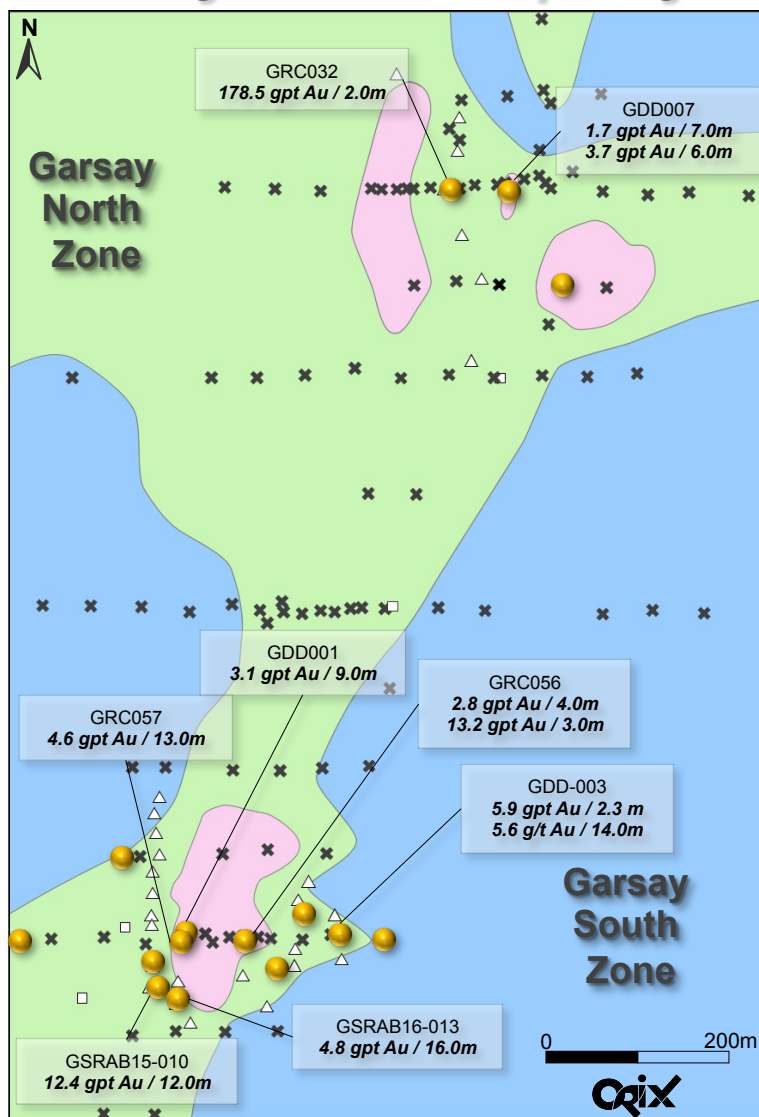 N
GRC032
178.5 gpt Au / 2.0m
GDD007
1.7 gpt Au / 7.0m
3.7 gpt Au / 6.0m
Garsay
North
Zone
GDD001
3.1 gpt Au / 9.0m
GRC056
2.8 gpt Au / 4.0m
13.2 gpt Au / 3.0m
GRC057
4.6 gpt Au / 13.0m
GDD-003
5.9 gpt Au / 2.3 m
5.6 g/t Au / 14.0m
Garsay
South
Zone
GSRAB16-013
4.8 gpt Au / 16.0m
GSRAB15-010
12.4 gpt Au / 12.0m
0 200m
ORIX